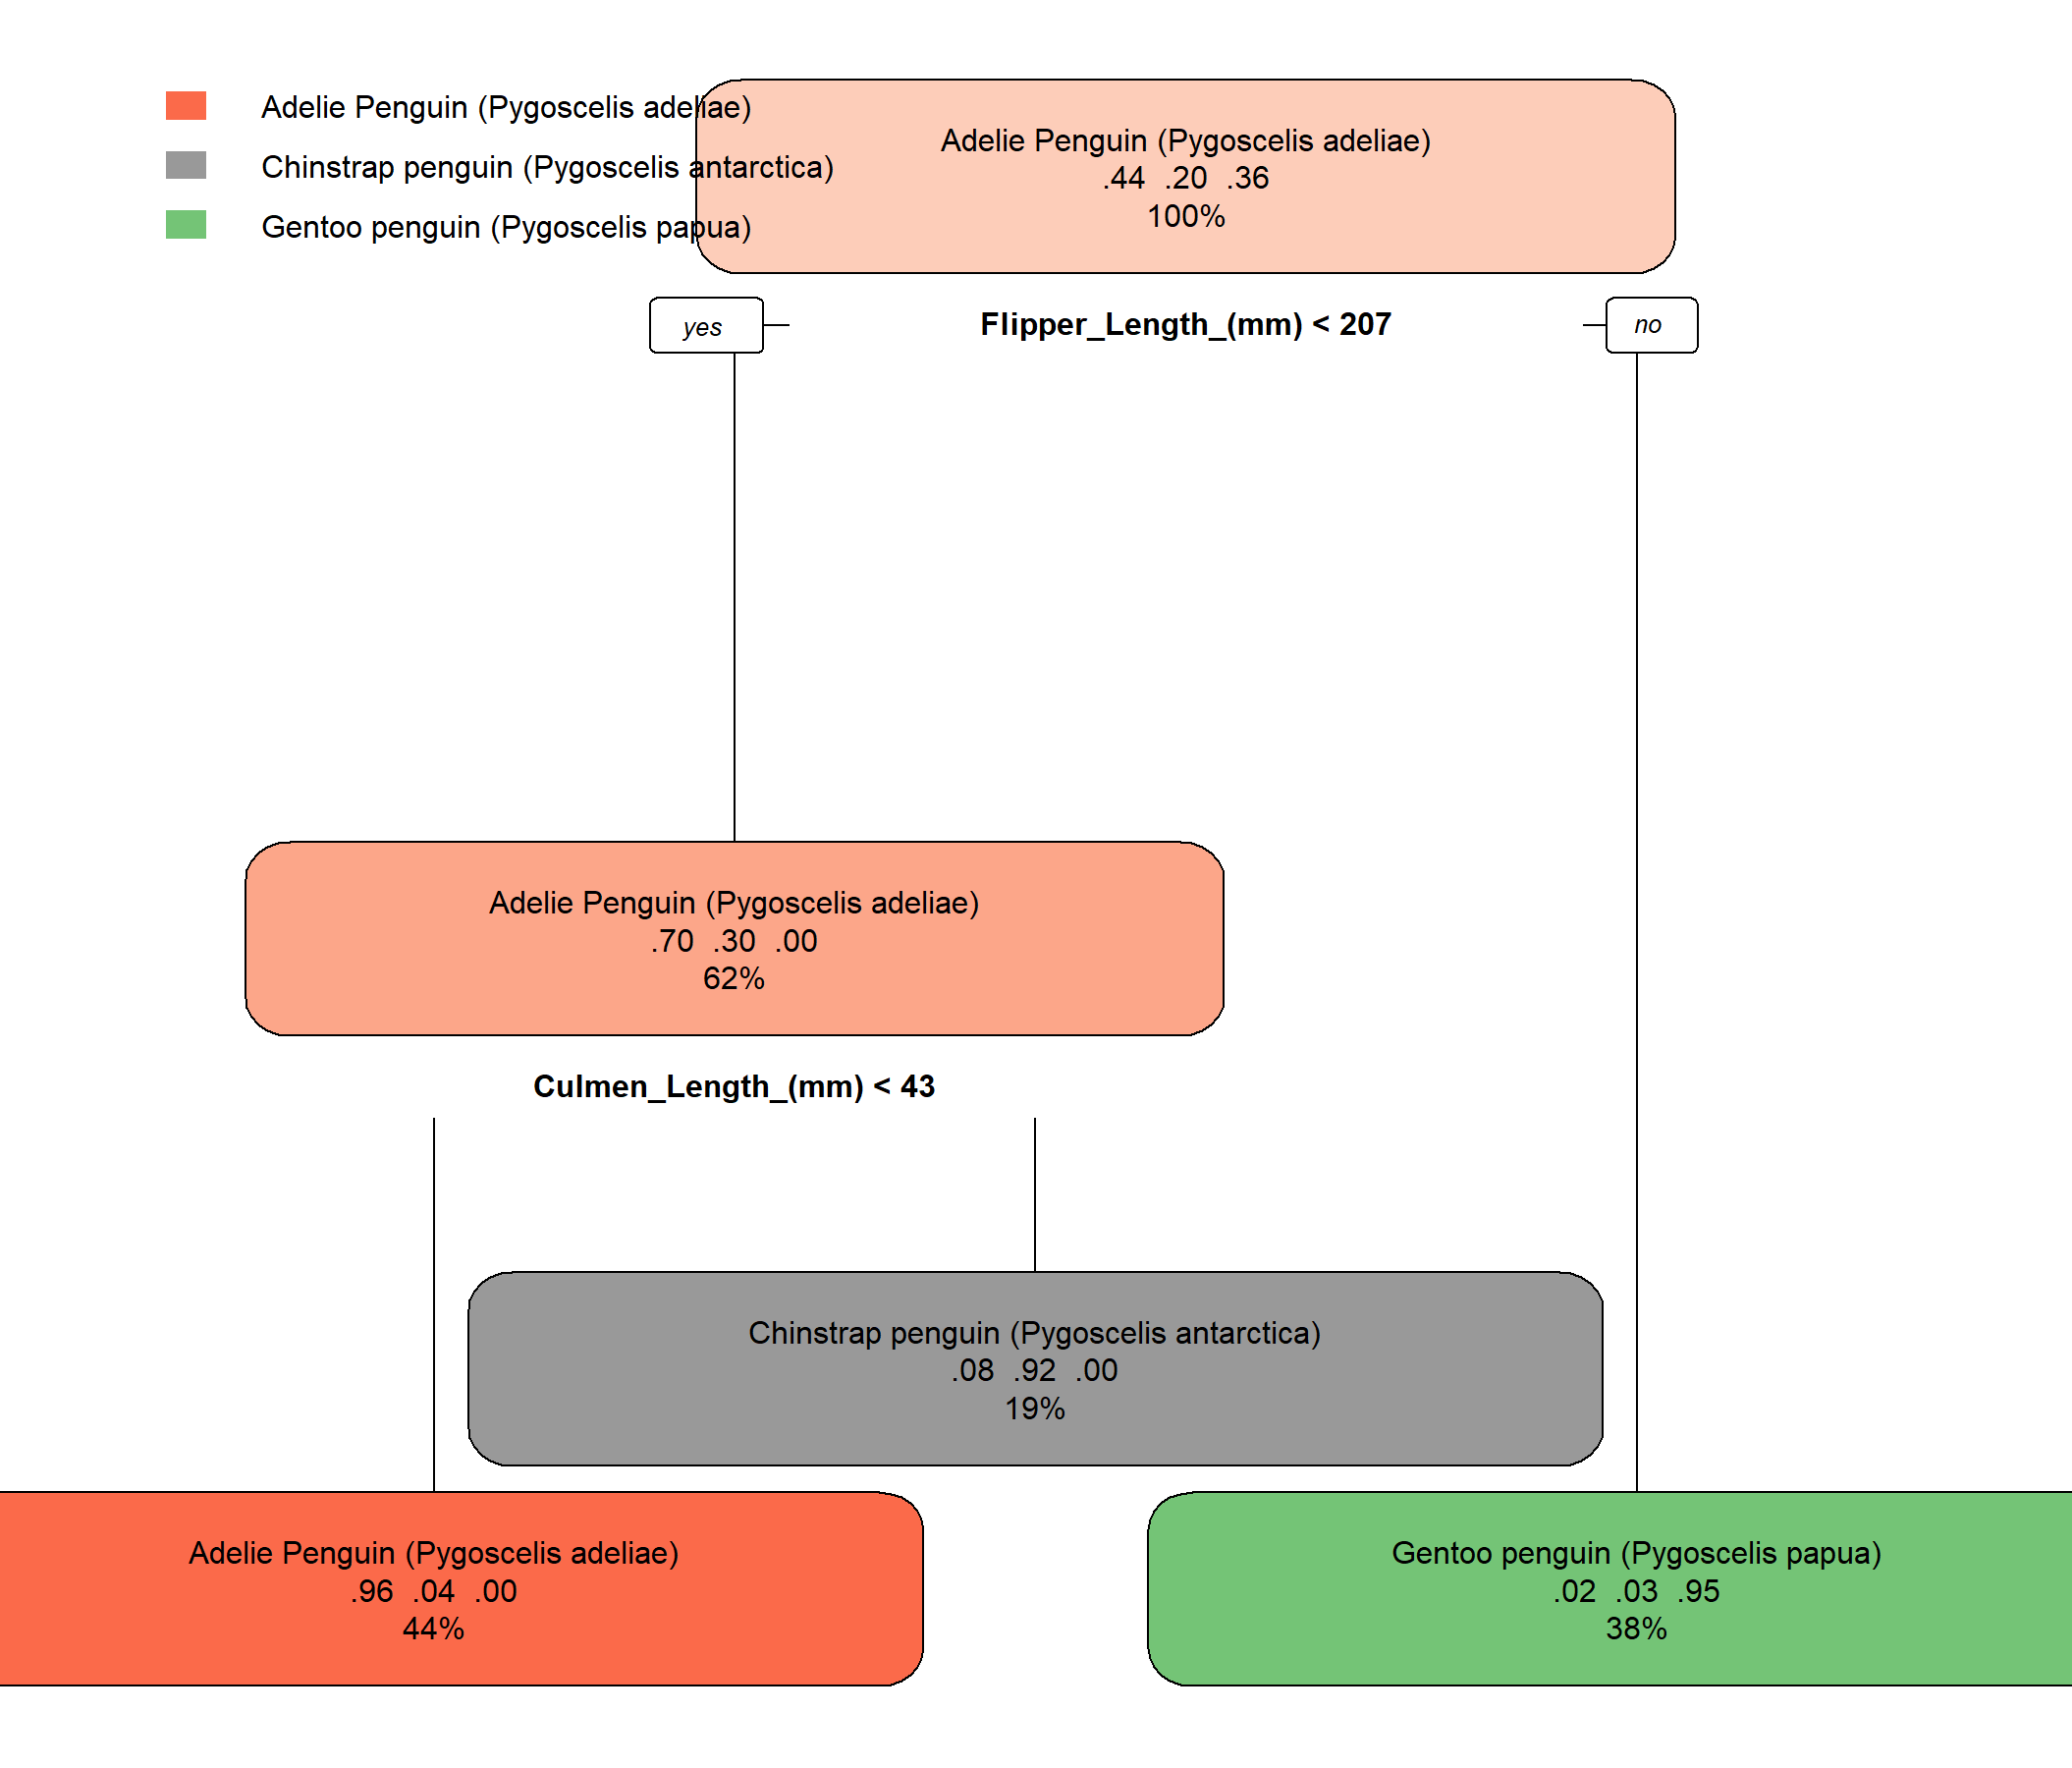 Adelie Penguin (Pygoscelis adeliae)
Chinstrap penguin (Pygoscelis antarctica)
Gentoo penguin (Pygoscelis papua)
Adelie Penguin (Pygoscelis adeliae)
.44 .20 .36
100%
yes
Flipper_Length_(mm) < 207
no
Adelie Penguin (Pygoscelis adeliae)
.70 .30 .00
62%
Culmen_Length_(mm) < 43
Chinstrap penguin (Pygoscelis antarctica)
.08 .92 .00
19%
Adelie Penguin (Pygoscelis adeliae)
.96 .04 .00
44%
Gentoo penguin (Pygoscelis papua)
.02 .03 .95
38%